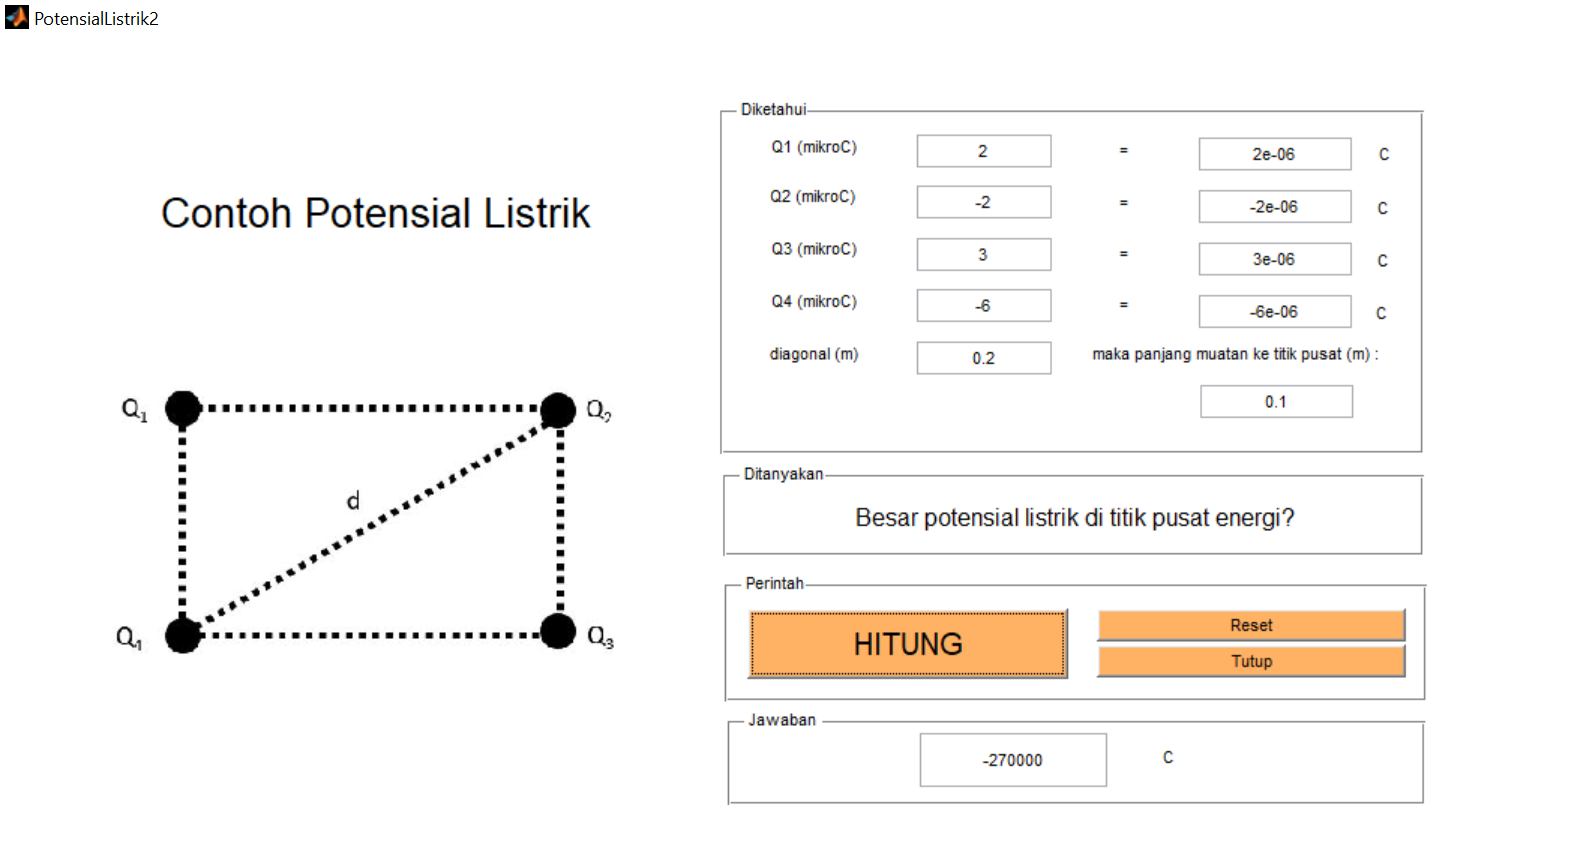 PotensialListrik2
Contoh Potensial Listrik
Q1
Q2
d
Q4
Q3
Diketahui
Q1 (mikroC) 2 = 2e-06 C
Q2 (mikroC) -2 = -2e-06 C
Q3 (mikroC) 3 = 3e-06 C
Q4 (mikroC) -6 = -6e-06 C
diagonal (m) 0.2 maka panjang muatan ke titik pusat (m) :
0.1
Ditanyakan
Besar potensial listrik di titik pusat energi?
Perintah
HITUNG
Reset
Tutup
Jawaban
-270000 C